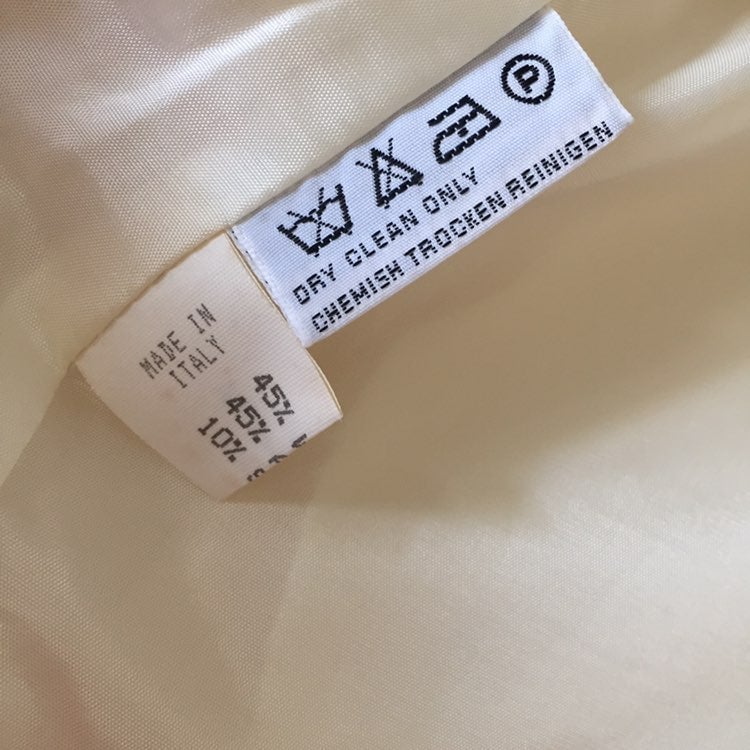 P
DRY CLEAN ONLY
CHEMISH TROCKEN REINIGEN
MADE IN
ITALY
45%
45%
10%